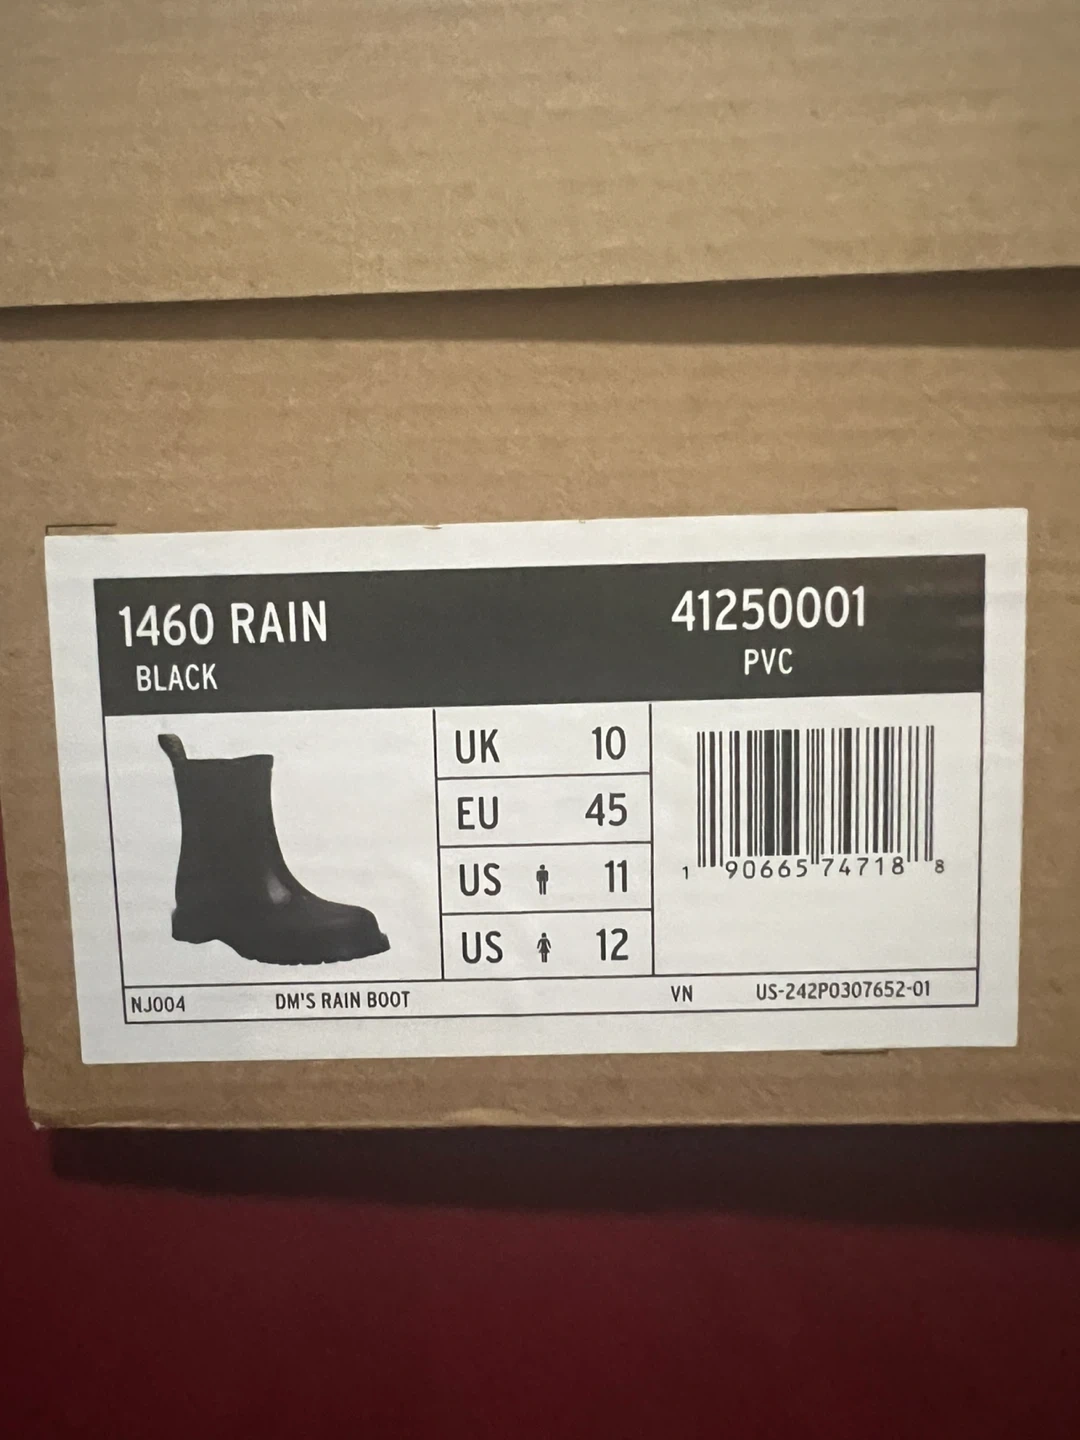 1460 RAIN
BLACK
41250001
PVC
UK 10
EU 45
US 11
US 12
1 90665 74718 8
NJ004 DM'S RAIN BOOT VN US-242P0307652-01